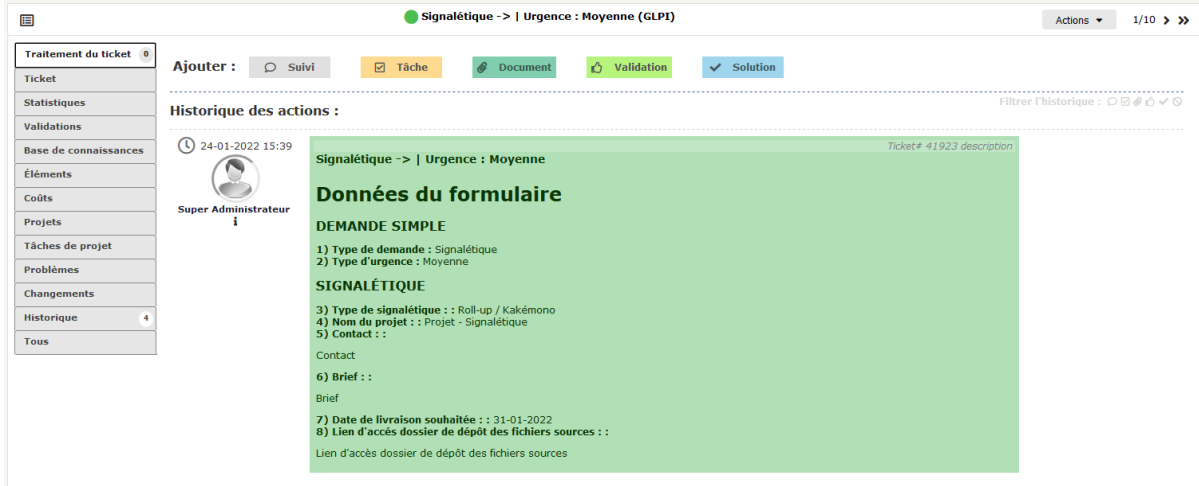 Signalétique -> | Urgence : Moyenne (GLPI)
Actions
1/10
Traitement du ticket 0
Ticket
Statistiques
Validations
Base de connaissances
Éléments
Coûts
Projets
Tâches de projet
Problèmes
Changements
Historique 4
Tous
Ajouter : Suivi Tâche Document Validation Solution
Filtrer l'historique :
Historique des actions :
24-01-2022 15:39
Super Administrateur
i
Ticket# 41923 description
Signalétique -> | Urgence : Moyenne
Données du formulaire
DEMANDE SIMPLE
1) Type de demande : Signalétique
2) Type d'urgence : Moyenne
SIGNALÉTIQUE
3) Type de signalétique : : Roll-up / Kakémono
4) Nom du projet : : Projet - Signalétique
5) Contact : :
Contact
6) Brief : :
Brief
7) Date de livraison souhaitée : : 31-01-2022
8) Lien d'accés dossier de dépôt des fichiers sources : :
Lien d'accès dossier de dépôt des fichiers sources